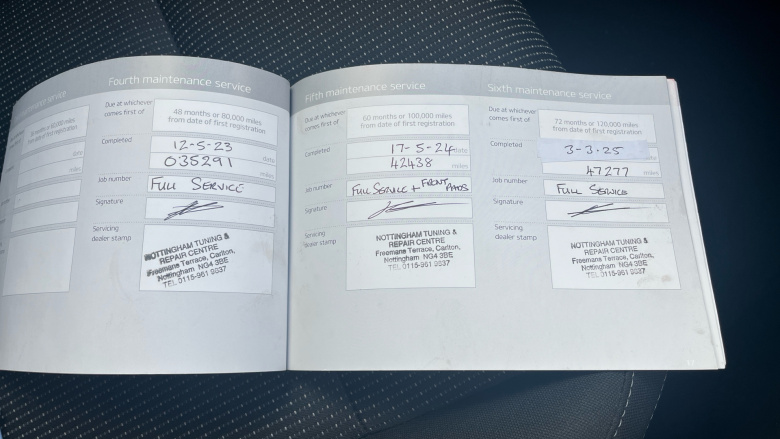 Fourth maintenance service
48 months or 80,000 miles
from date of first registration
Due at whichever
comes first of
Completed
12-5-23
date
035291
miles
Job number
FULL SERVICE
Signature
Servicing
dealer stamp
NOTTINGHAM TUNING &
REPAIR CENTRE
Freemans Terrace, Carlton,
Nottingham NG4 3BE
TEL 0115-961 9837
Fifth maintenance service
Due at whichever
comes first of
60 months or 100,000 miles
from date of first registration
Completed
17-5-24 date
42438
miles
Job number
FULL SERVICE + FRONT PADS
Signature
Servicing
dealer stamp
NOTTINGHAM TUNING &
REPAIR CENTRE
Freemans Terrace, Carlton,
Nottingham NG4 3BE
TEL 0115-961 9837
Sixth maintenance service
Due at whichever
comes first of
72 months or 120,000 miles
from date of first registration
Completed
3-3-25
47277
miles
Job number
FULL SERVICE
Signature
Servicing
dealer stamp
NOTTINGHAM TUNING &
REPAIR CENTRE
Freemans Terrace, Carlton,
Nottingham NG4 3BE
TEL 0115-961 9837